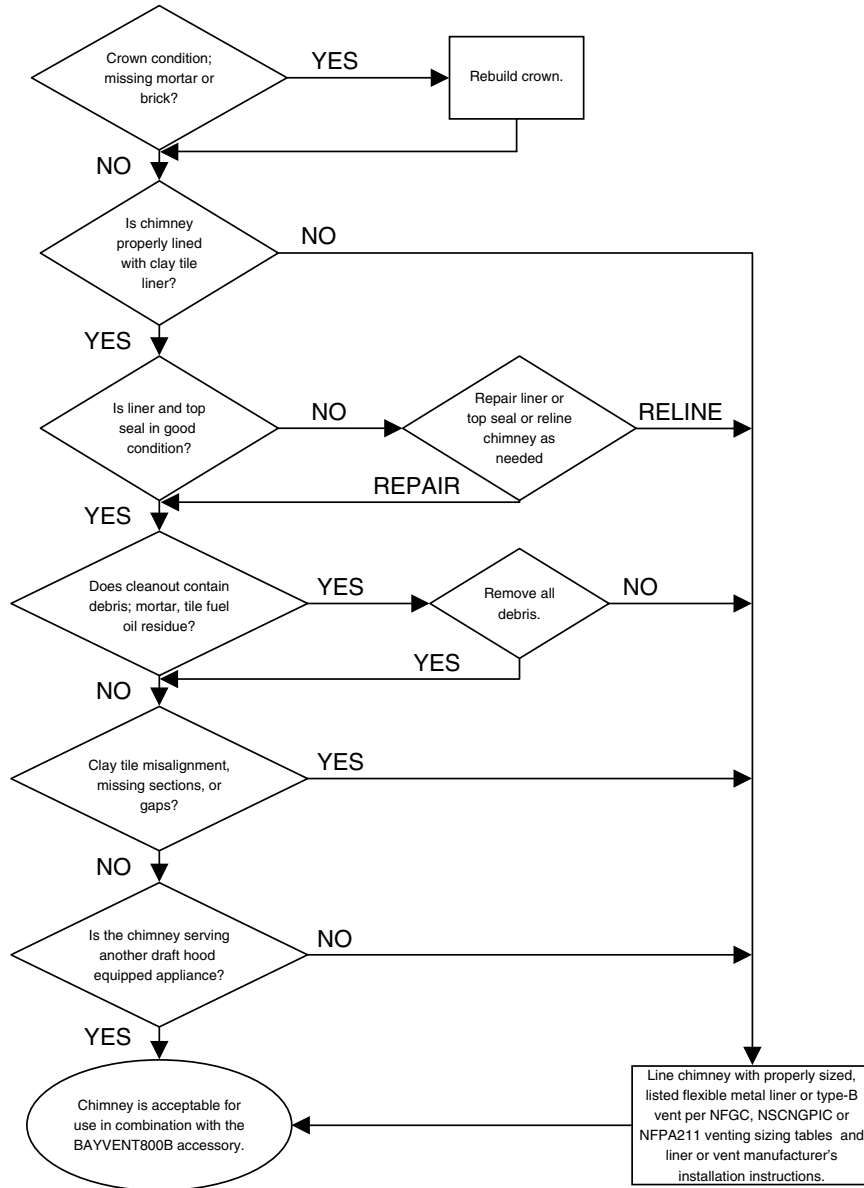 Crown condition;
missing mortar or
brick?
YES
Rebuild crown.
NO
Is chimney
properly lined
with clay tile
liner?
NO
YES
Is liner and top
seal in good
condition?
NO
Repair liner or
top seal or reline
chimney as
needed
RELINE
REPAIR
YES
Does cleanout contain
debris; mortar, tile fuel
oil residue?
YES
Remove all
debris.
NO
YES
NO
Clay tile misalignment,
missing sections, or
gaps?
YES
NO
Is the chimney serving
another draft hood
equipped appliance?
NO
YES
Chimney is acceptable for
use in combination with the
BAYVENT800B accessory.
Line chimney with properly sized,
listed flexible metal liner or type-B
vent per NFGC, NSCNGPIC or
NFPA211 venting sizing tables and
liner or vent manufacturer's
installation instructions.